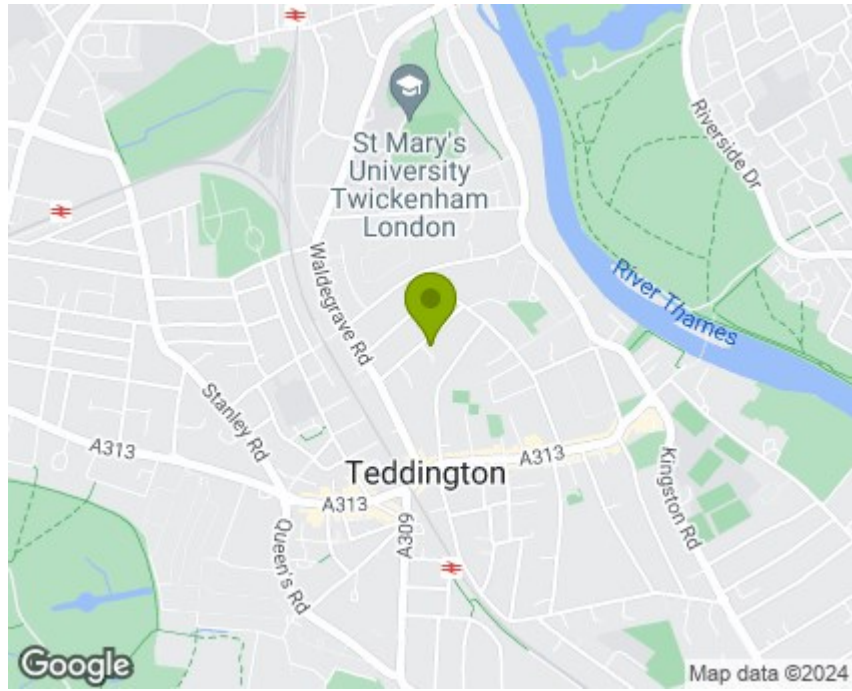 St Mary's
University
Twickenham
London
Riverside Dr
Waldegrave Rd
River Thames
Stanley Rd
A313
Teddington
A313
A313
Kingston Rd
A309
Queen's Rd
Google
Map data ©2024